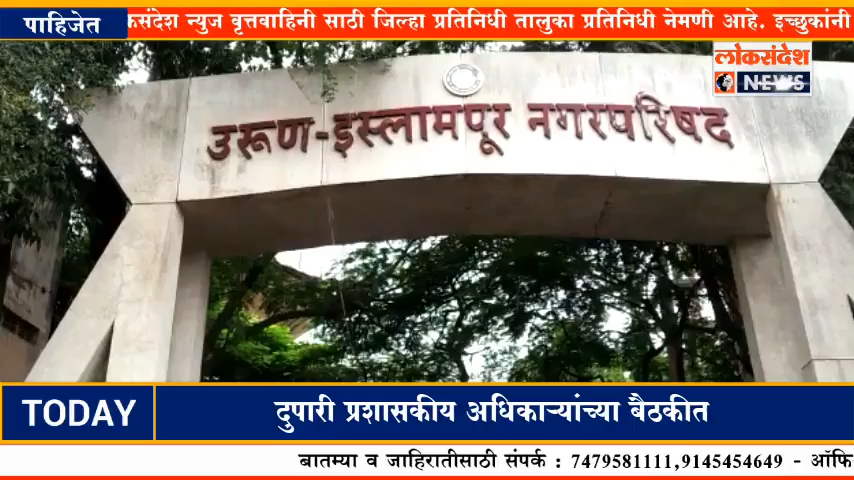 पाहिजेत
कसंदेश न्युज वृत्तवाहिनी साठी जिल्हा प्रतिनिधी तालुका प्रतिनिधी नेमणी आहे. इच्छुकांनी
लोकसंदेश
NEWS
उरूण-इस्लामपूर नगरपरिषद
TODAY
दुपारी प्रशासकीय अधिकाऱ्यांच्या बैठकीत
बातम्या व जाहिरातीसाठी संपर्क : 7479581111,9145454649 - ऑफि